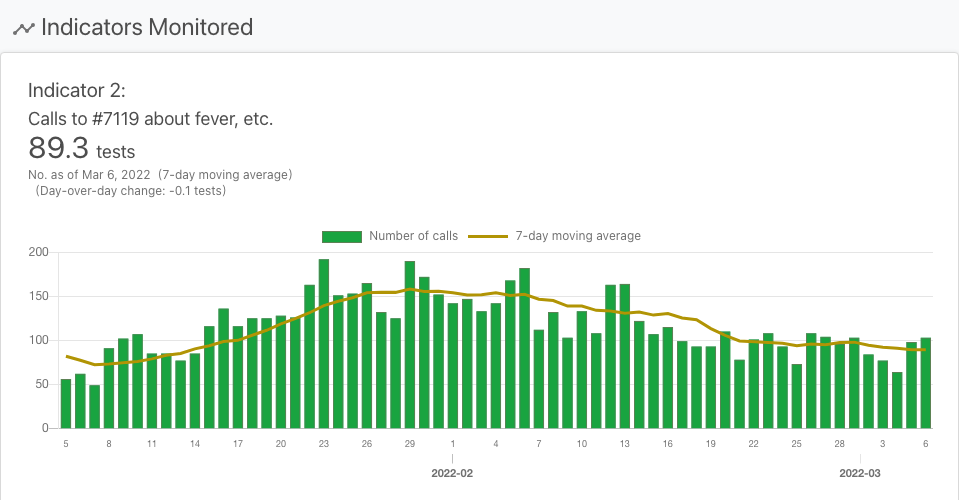 Indicators Monitored
Indicator 2:
Calls to #7119 about fever, etc.
89.3 tests
No. as of Mar 6, 2022 (7-day moving average)
(Day-over-day change: -0.1 tests)
Number of calls 7-day moving average
200
150
100
50
0
5 8 11 14 17 20 23 26 29 1 4 7 10 13 16 19 22 25 28 3 6
2022-02 2022-03